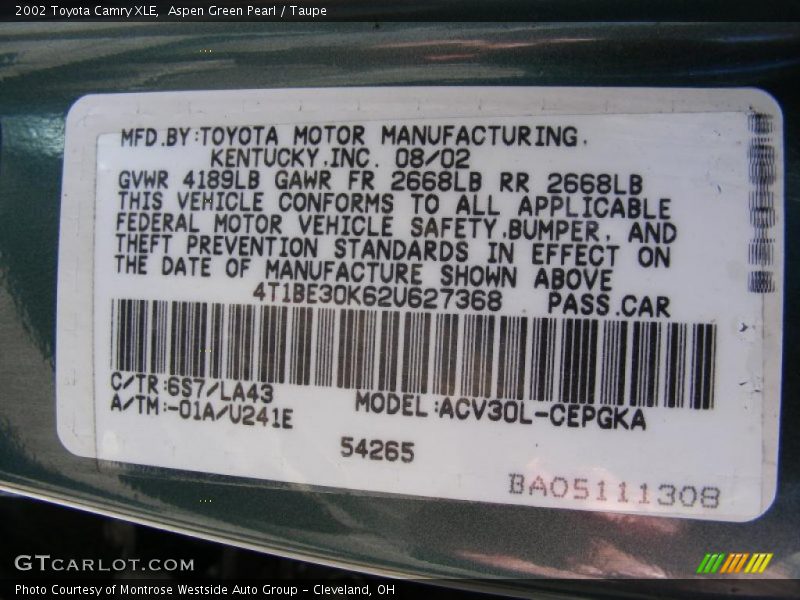 2002 Toyota Camry XLE,  Aspen Green Pearl / Taupe
MFD.BY:TOYOTA MOTOR MANUFACTURING,
KENTUCKY,INC. 08/02
GVWR 4189LB GAWR FR 2668LB RR 2668LB
THIS VEHICLE CONFORMS TO ALL APPLICABLE
FEDERAL MOTOR VEHICLE SAFETY,BUMPER, AND
THEFT PREVENTION STANDARDS IN EFFECT ON
THE DATE OF MANUFACTURE SHOWN ABOVE
4T1BE30K62U627368 PASS.CAR
C/TR:6S7/LA43
A/TM:-01A/U241E MODEL:ACV30L-CEPGKA
54265
BA05111308
GTCARLOT.COM
Photo Courtesy of Montrose Westside Auto Group - Cleveland, OH